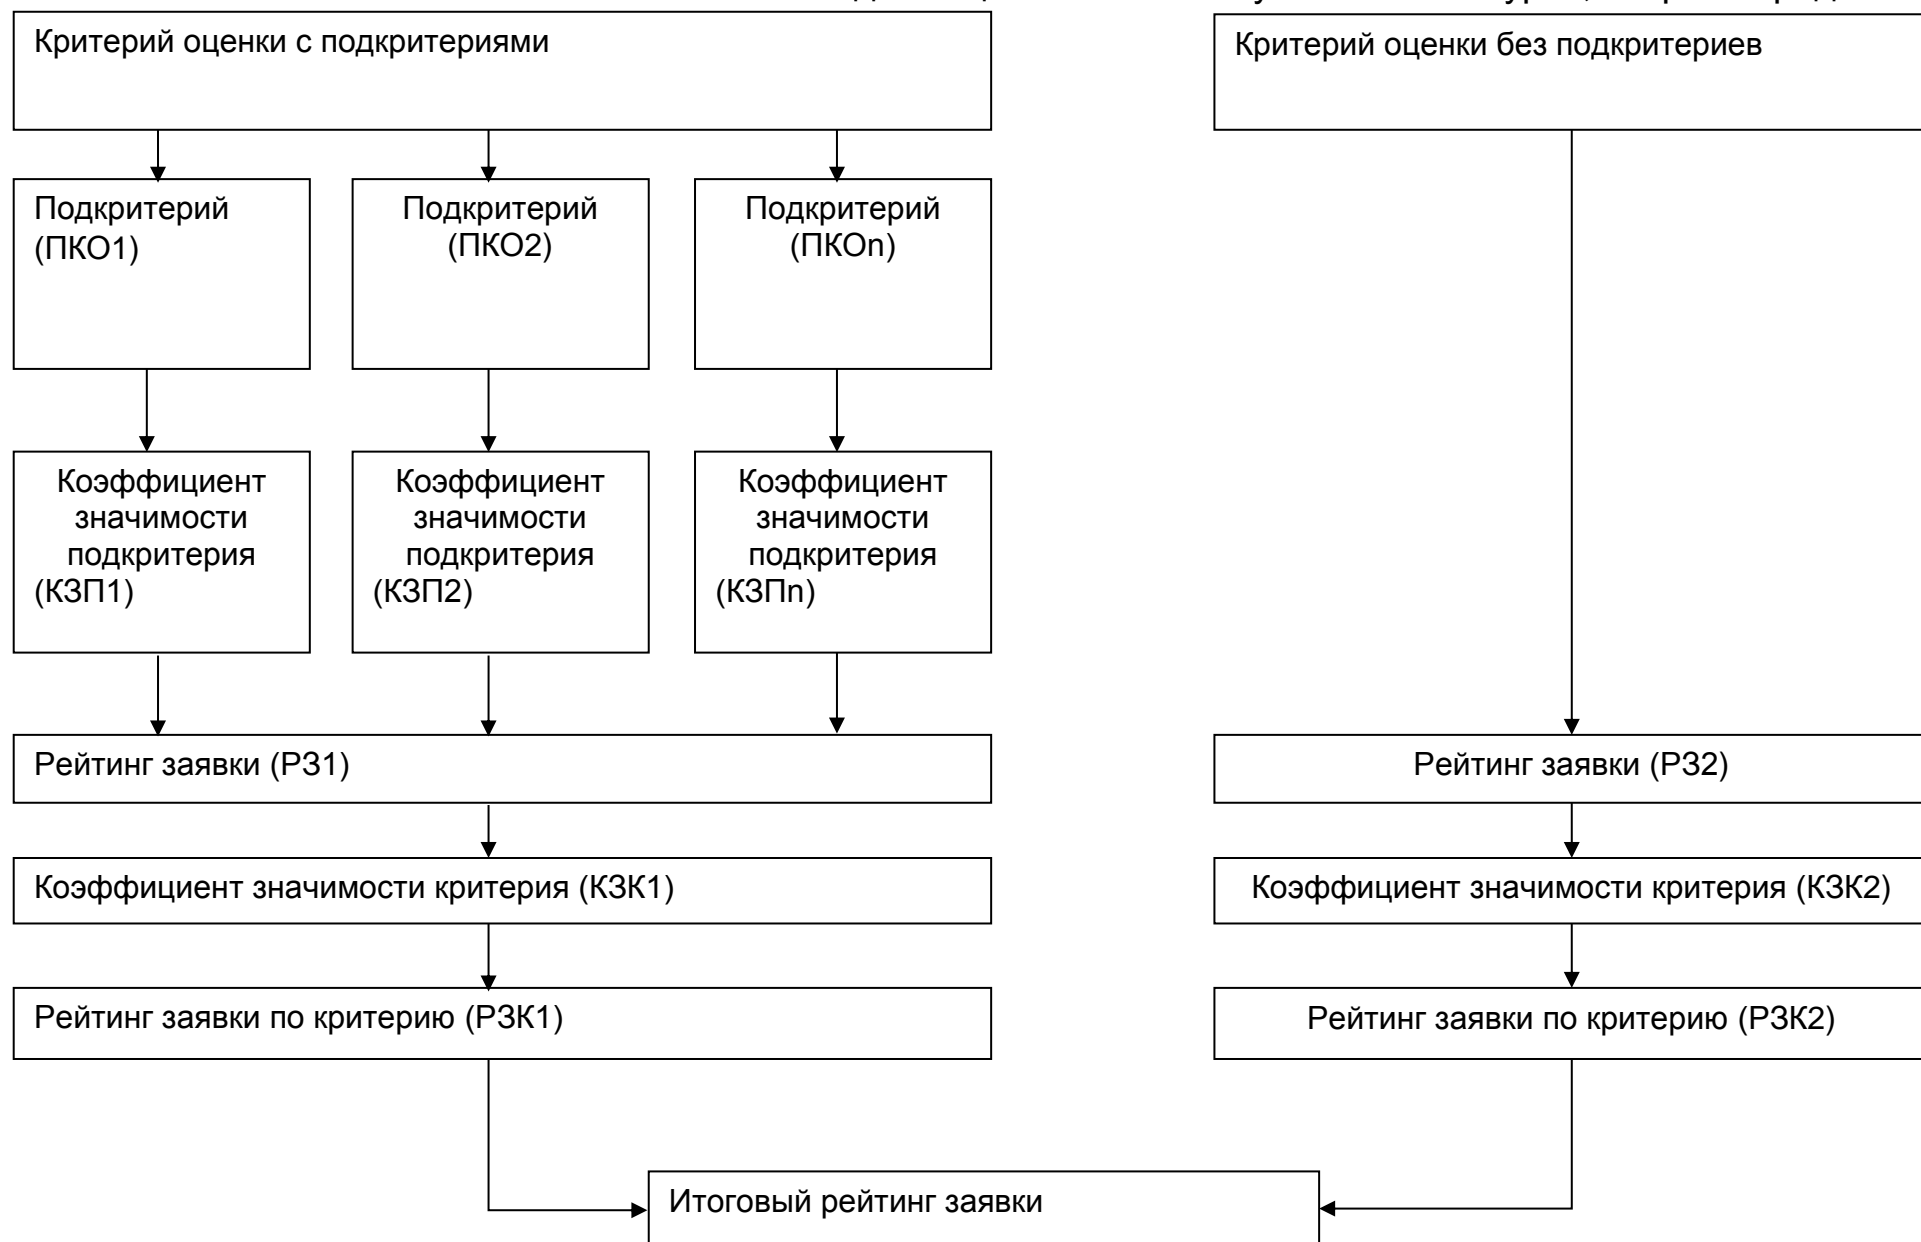 Критерий оценки с подкритериями
Критерий оценки без подкритериев
Подкритерий
(ПКО1)
Подкритерий
(ПКО2)
Подкритерий
(ПКОn)
Коэффициент
значимости
подкритерия
(КЗП1)
Коэффициент
значимости
подкритерия
(КЗП2)
Коэффициент
значимости
подкритерия
(КЗПn)
Рейтинг заявки (РЗ1)
Рейтинг заявки (РЗ2)
Коэффициент значимости критерия (КЗК1)
Коэффициент значимости критерия (КЗК2)
Рейтинг заявки по критерию (РЗК1)
Рейтинг заявки по критерию (РЗК2)
Итоговый рейтинг заявки